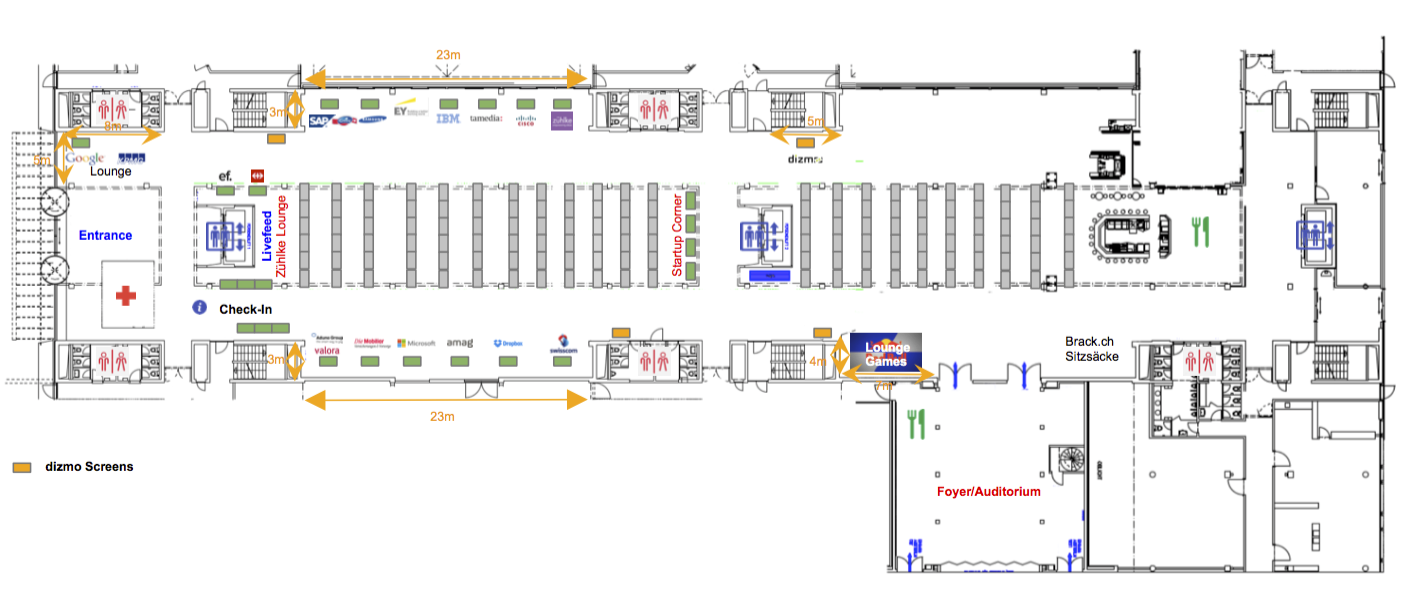 23m
3m
SAP
EY
IBM
tamedia:
CISCO
zühlke
8m
5m
5m
Google
Lounge
dizmo
ef.
Entrance
Livefeed
Zühlke Lounge
Startup Corner
i
Check-In
valora
Die Mobiliar
Microsoft
amag
Dropbox
swisscom
3m
4m
Lounge
Games
7m
Brack.ch
Sitzsäcke
23m
dizmo Screens
Foyer/Auditorium